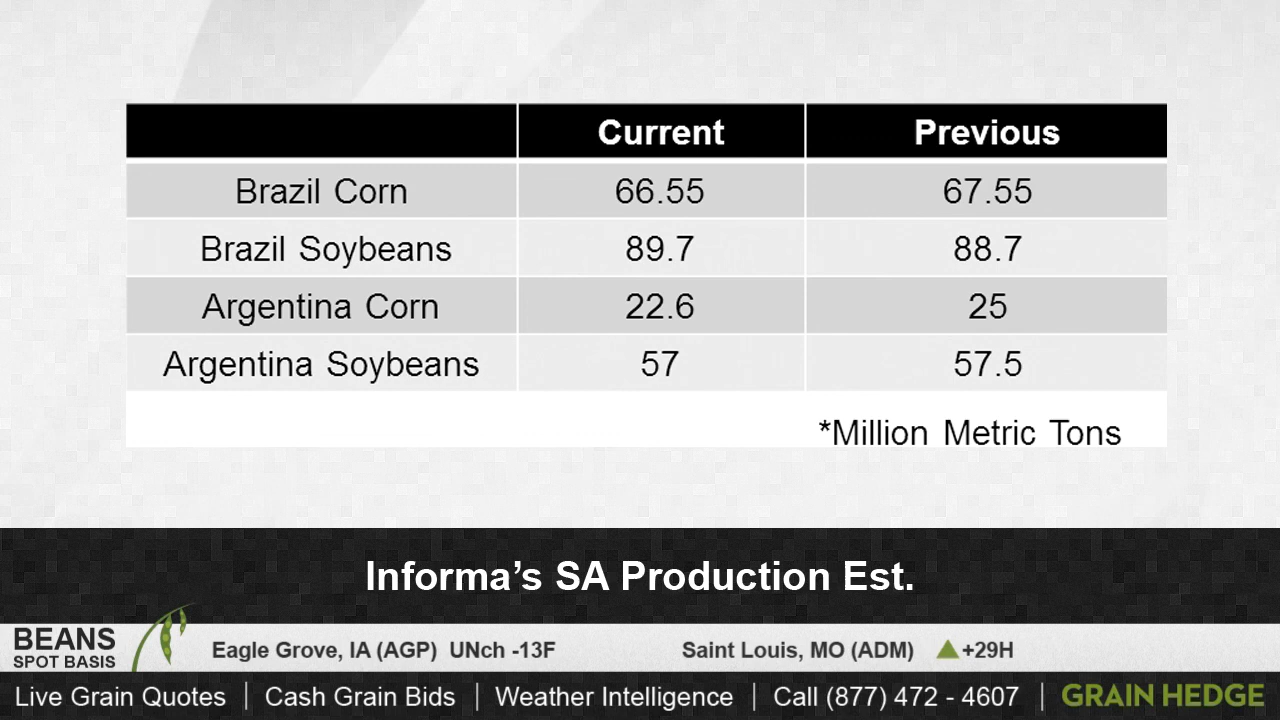 Current Previous
Brazil Corn 66.55 67.55
Brazil Soybeans 89.7 88.7
Argentina Corn 22.6 25
Argentina Soybeans 57 57.5
*Million Metric Tons
Informa’s SA Production Est.
BEANS
SPOT BASIS
Eagle Grove, IA (AGP) UNch -13F Saint Louis, MO (ADM) +29H
Live Grain Quotes | Cash Grain Bids | Weather Intelligence | Call (877) 472 - 4607 | GRAIN HEDGE